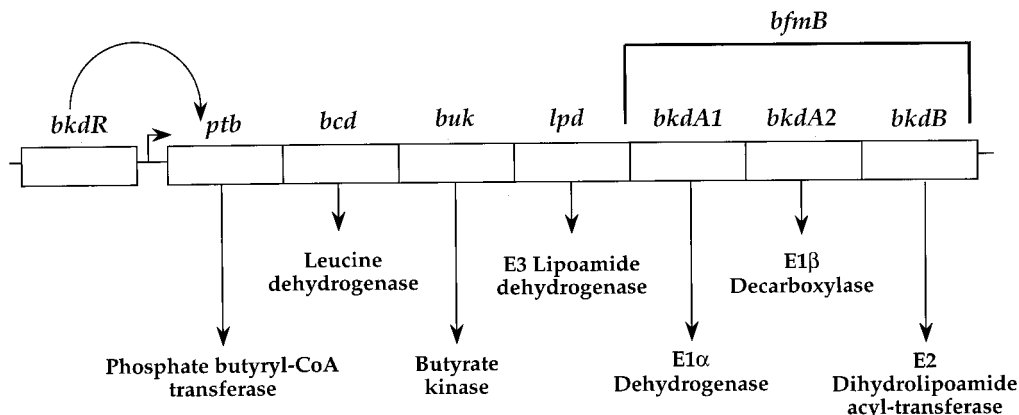 bfmB
bkdR
ptb
bcd
buk
lpd
bkdA1
bkdA2
bkdB
Leucine
dehydrogenase
E3 Lipoamide
dehydrogenase
E1β
Decarboxylase
Phosphate butyryl-CoA
transferase
Butyrate
kinase
E1α
Dehydrogenase
E2
Dihydrolipoamide
acyl-transferase